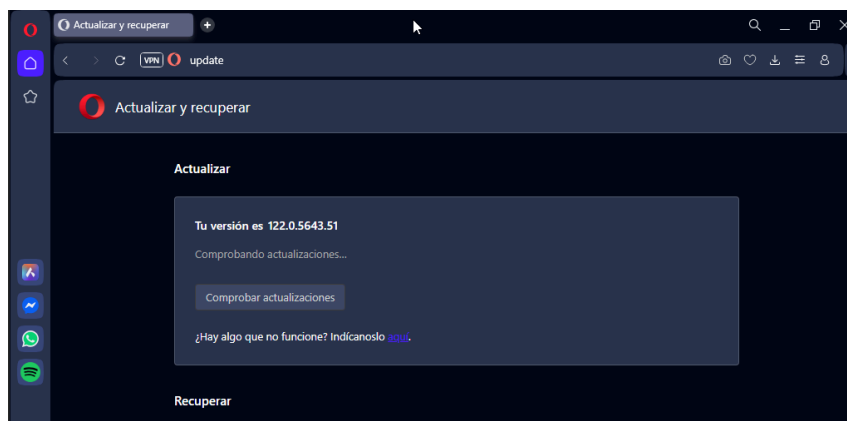 Actualizar y recuperar
VPN update
Actualizar y recuperar
Actualizar
Tu versión es 122.0.5643.51
Comprobando actualizaciones...
Comprobar actualizaciones
¿Hay algo que no funcione? Indícanoslo aquí.
Recuperar